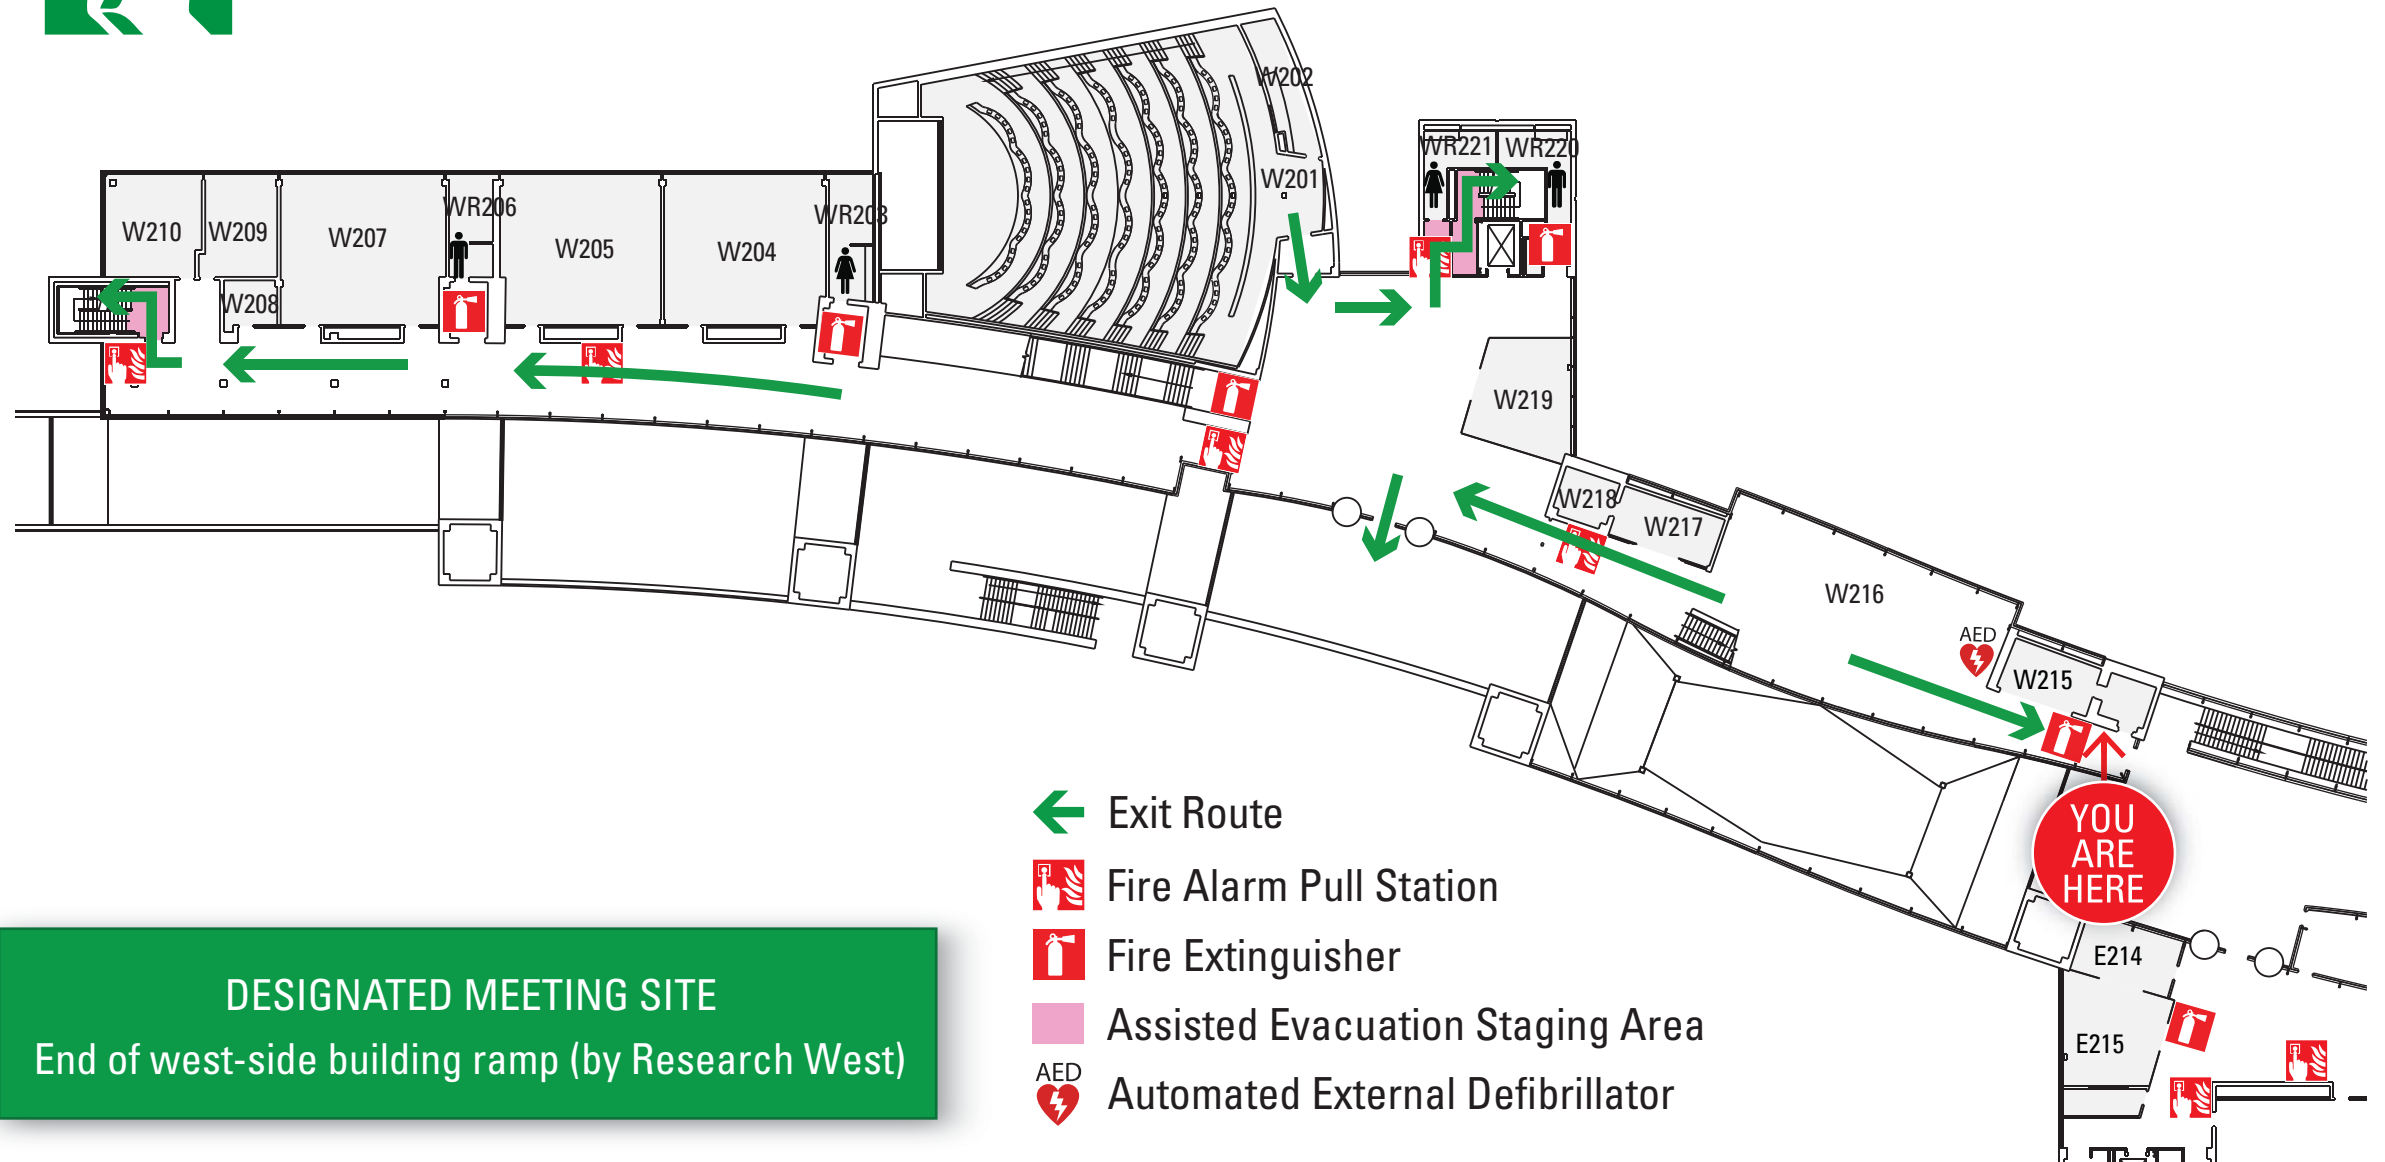 W202
WR221
WR220
W201
WR206
WR203
W210
W209
W207
W205
W204
W208
W219
W218
W217
W216
AED
W215
YOU
ARE
HERE
E214
E215
Exit Route
Fire Alarm Pull Station
Fire Extinguisher
Assisted Evacuation Staging Area
AED
Automated External Defibrillator
DESIGNATED MEETING SITE
End of west-side building ramp (by Research West)